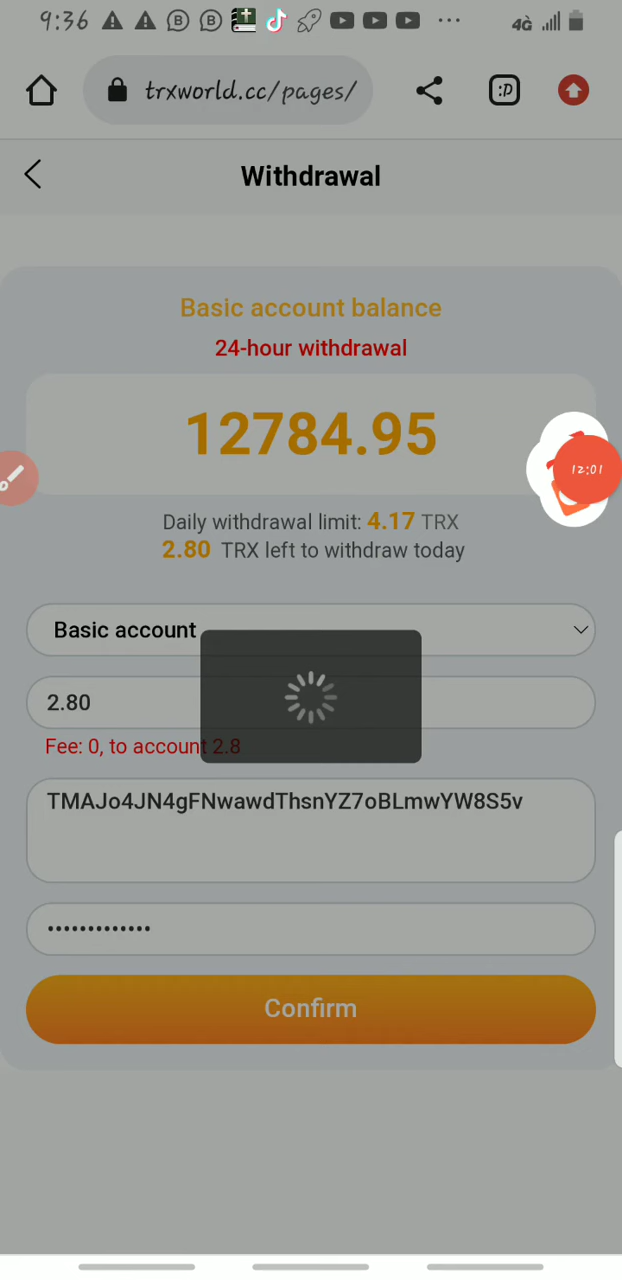 9:36
4G
trxworld.cc/pages/
:D
Withdrawal
Basic account balance
24-hour withdrawal
12784.95
12:01
Daily withdrawal limit: 4.17 TRX
2.80 TRX left to withdraw today
Basic account
2.80
Fee: 0, to account 2.8
TMAJo4JN4gFNwawdThsnYZ7oBLmwYW8S5v
•••••••••••••
Confirm